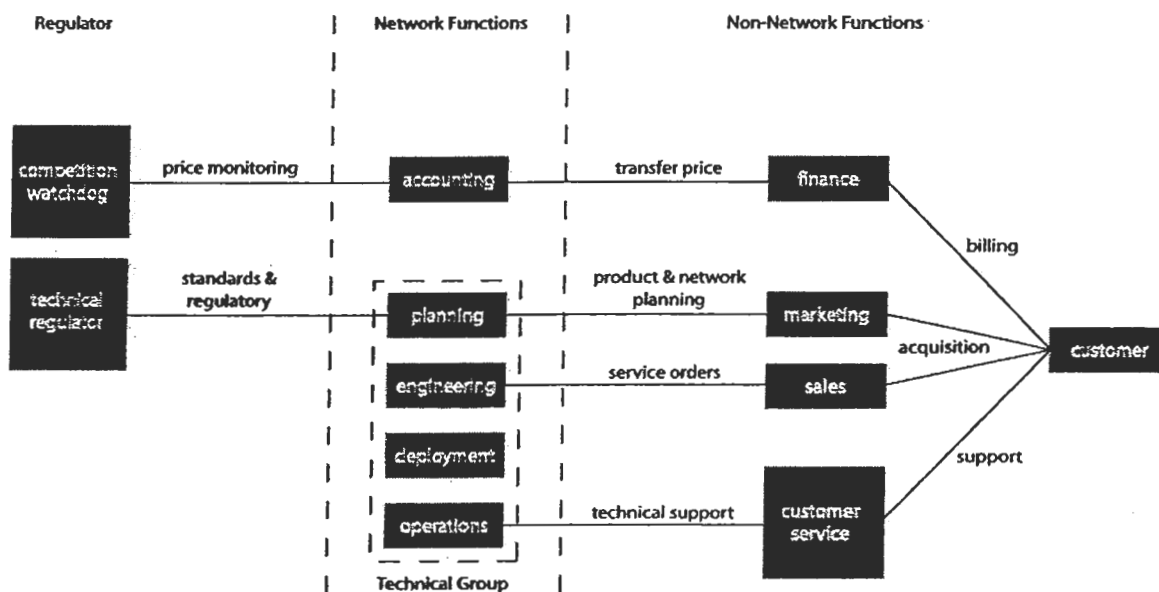 Regulator
Network Functions
Non-Network Functions
competition
watchdog
price monitoring
accounting
transfer price
finance
billing
technical
regulator
standards &
regulatory
planning
product & network
planning
marketing
acquisition
customer
engineering
service orders
sales
deployment
support
operations
technical support
customer
service
Technical Group